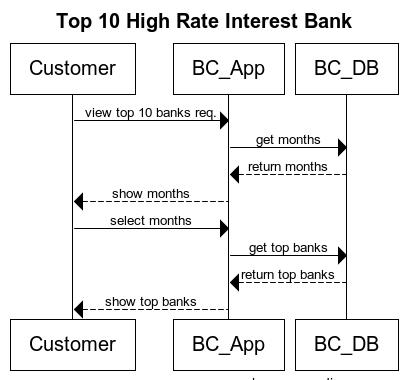 Top 10 High Rate Interest Bank
Customer BC_App BC_DB
view top 10 banks req.
get months
return months
show months
select months
get top banks
return top banks
show top banks
Customer BC_App BC_DB